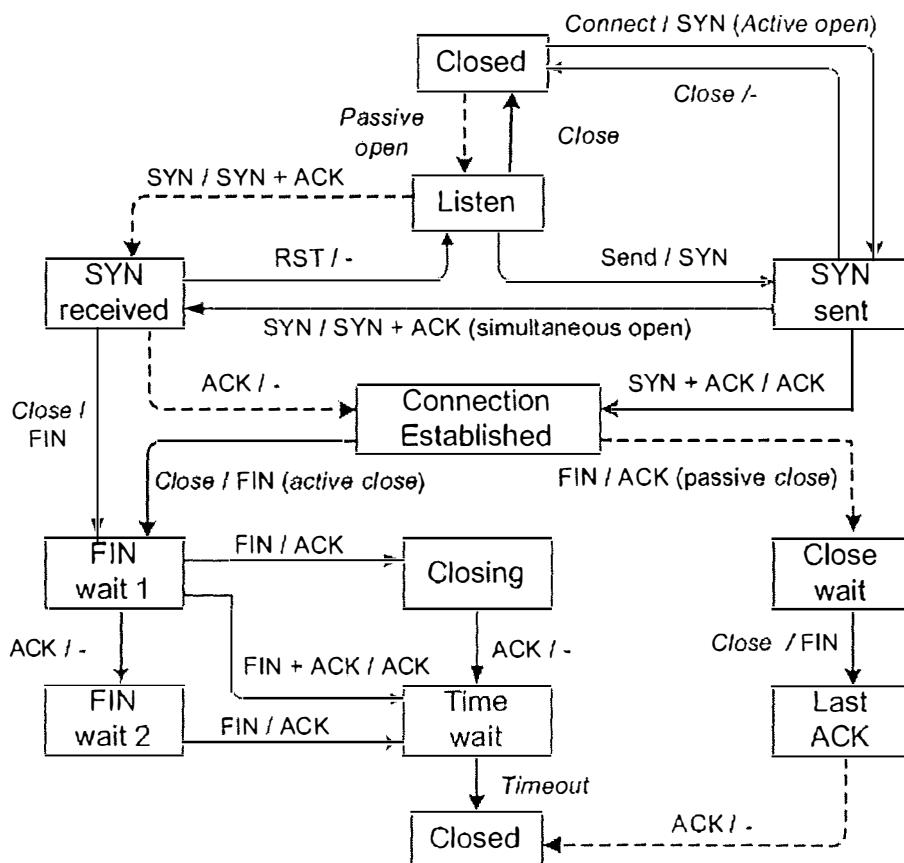 Connect / SYN (Active open)
Closed
Close /-
Passive
open
Close
SYN / SYN + ACK
Listen
RST / -
Send / SYN
SYN
received
SYN
sent
SYN / SYN + ACK (simultaneous open)
ACK / -
SYN + ACK / ACK
Close /
FIN
Connection
Established
Close / FIN (active close)
FIN / ACK (passive close)
FIN
wait 1
FIN / ACK
Closing
Close
wait
ACK / -
FIN + ACK / ACK
ACK / -
Close / FIN
FIN
wait 2
FIN / ACK
Time
wait
Last
ACK
Timeout
Closed
ACK / -